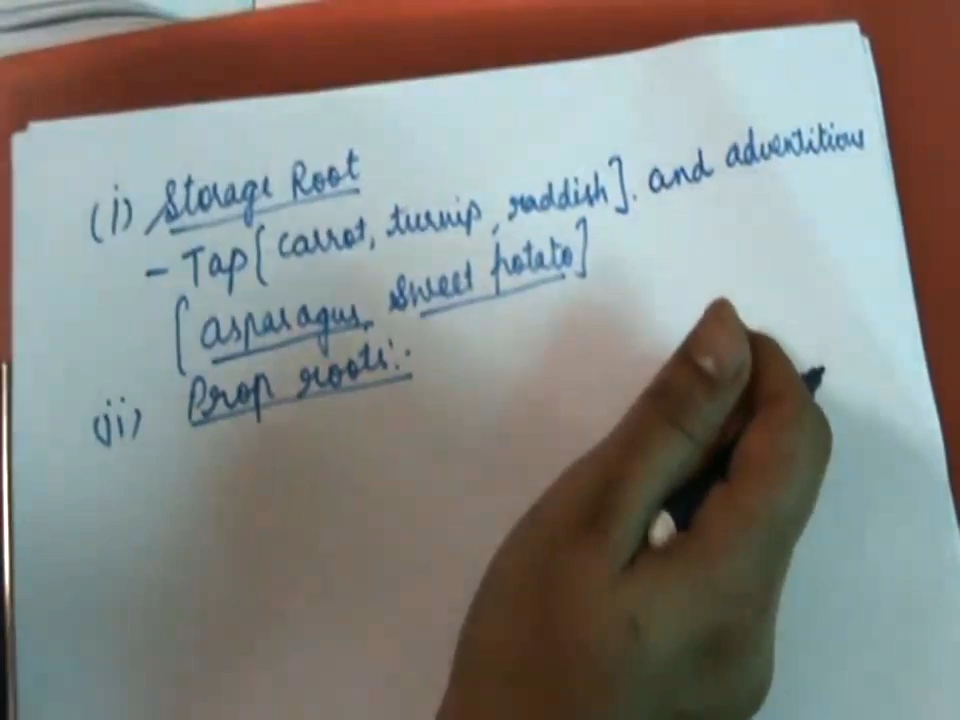 (i) Storage Root
- Tap [carrot, turnip, raddish]. and adventitious
[asparagus, sweet potato]
(ii) Prop roots:-